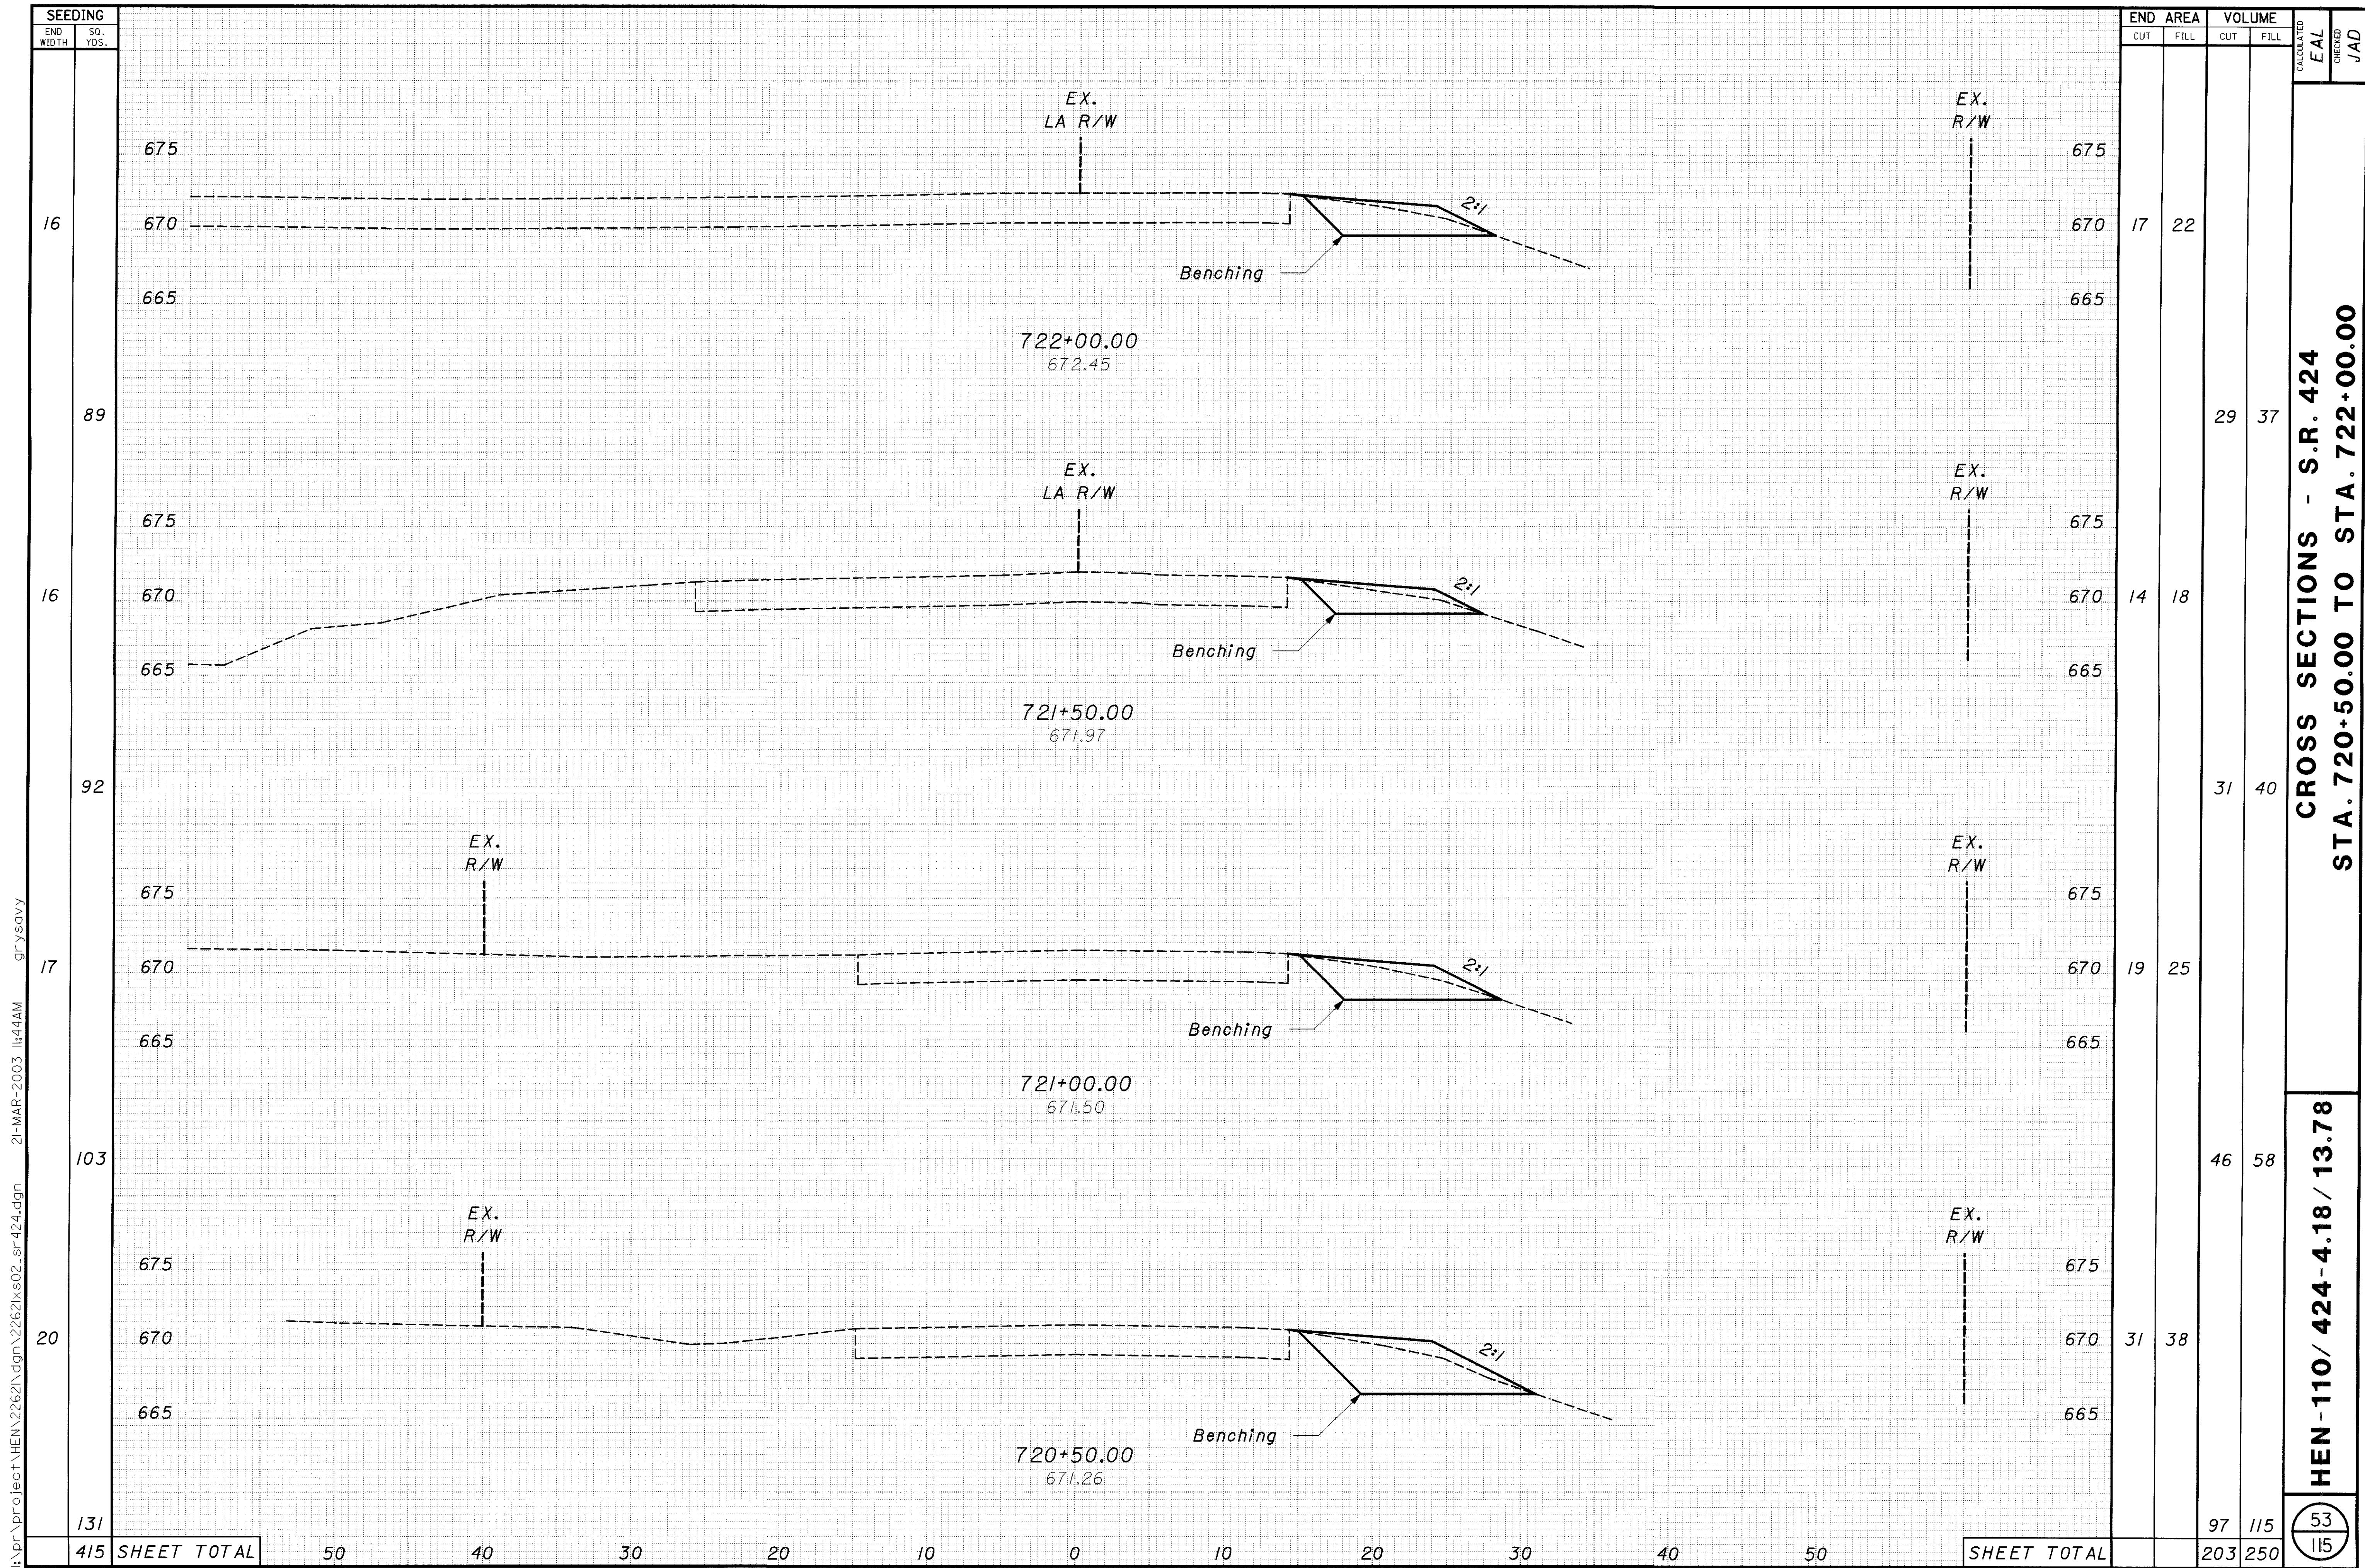 SEEDING
END WIDTH
SQ. YDS.
END AREA
VOLUME
CUT
FILL
CUT
FILL
CALCULATED
EAL
CHECKED
JAD
EX.
LA R/W
EX.
R/W
675
675
2:1
16
670
670
17
22
Benching
665
665
722+00.00
672.45
89
29
37
EX.
LA R/W
EX.
R/W
675
675
2:1
16
670
670
14
18
Benching
665
665
721+50.00
671.97
92
31
40
EX.
R/W
EX.
R/W
675
675
2:1
17
670
670
19
25
Benching
665
665
721+00.00
671.50
103
46
58
EX.
R/W
EX.
R/W
675
675
2:1
20
670
670
31
38
665
665
Benching
720+50.00
671.26
131
97
115
415
SHEET TOTAL
50
40
30
20
10
0
10
20
30
40
50
SHEET TOTAL
203
250
CROSS SECTIONS - S.R. 424
STA. 720+50.00 TO STA. 722+00.00
HEN-110/ 424-4.18/ 13.78
53
115
I:\pr\project\HEN\22621\dgn\22621xs02_sr424.dgn 21-MAR-2003 11:44AM grysavy